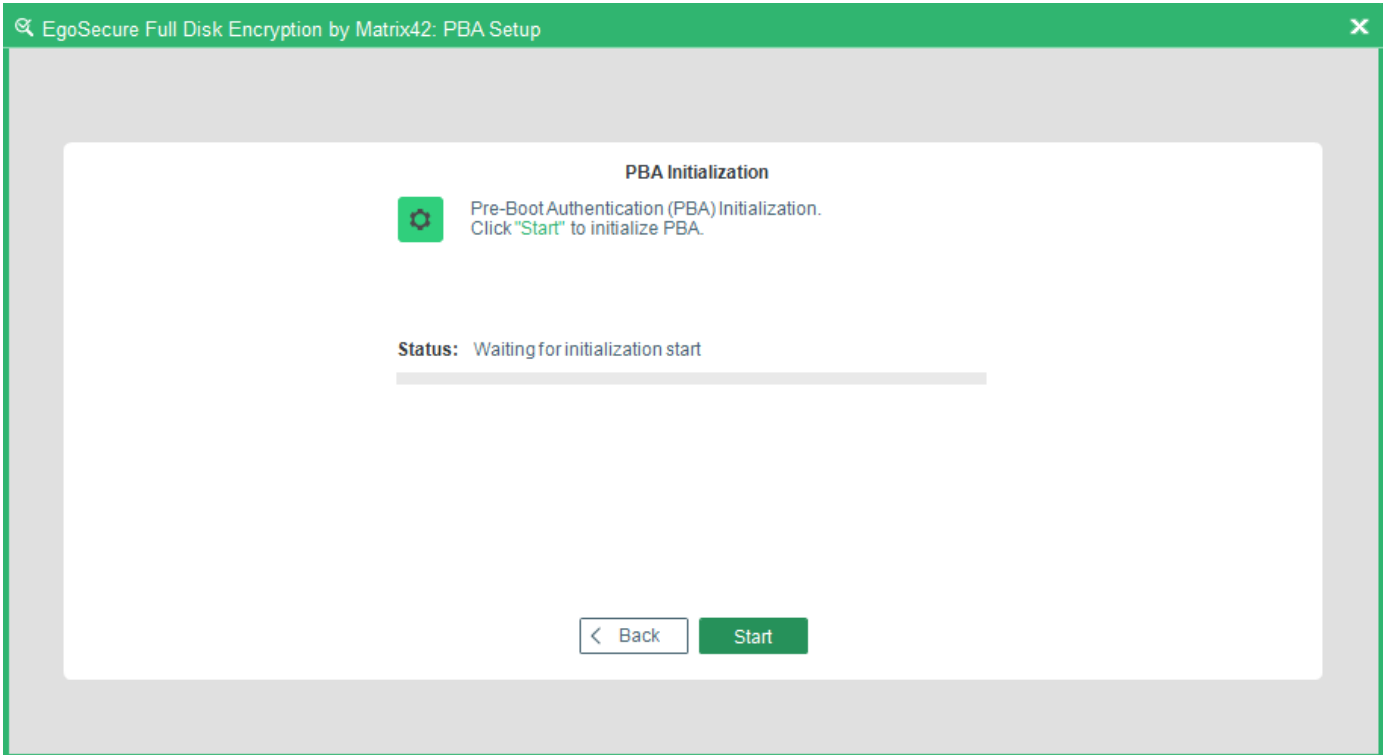 EgoSecure Full Disk Encryption by Matrix42: PBA Setup
PBA Initialization
Pre-Boot Authentication (PBA) Initialization.
Click "Start" to initialize PBA.
Status: Waiting for initialization start
Back
Start